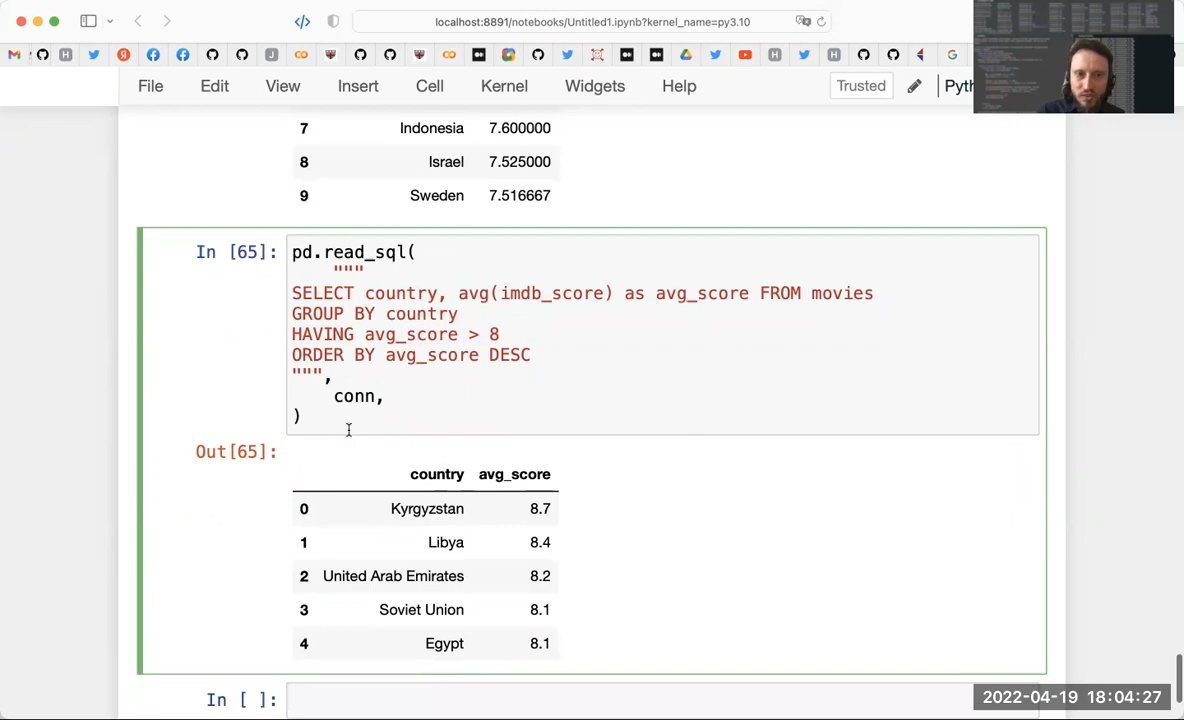 localhost:8891/notebooks/Untitled1.ipynb?kernel_name=py3.10
File Edit View Insert Cell Kernel Widgets Help Trusted Pyth
7 Indonesia 7.600000
8 Israel 7.525000
9 Sweden 7.516667
In [65]: pd.read_sql(
"""
SELECT country, avg(imdb_score) as avg_score FROM movies
GROUP BY country
HAVING avg_score > 8
ORDER BY avg_score DESC
""",
conn,
)
Out[65]:
country avg_score
0 Kyrgyzstan 8.7
1 Libya 8.4
2 United Arab Emirates 8.2
3 Soviet Union 8.1
4 Egypt 8.1
In [ ]:
2022-04-19 18:04:27